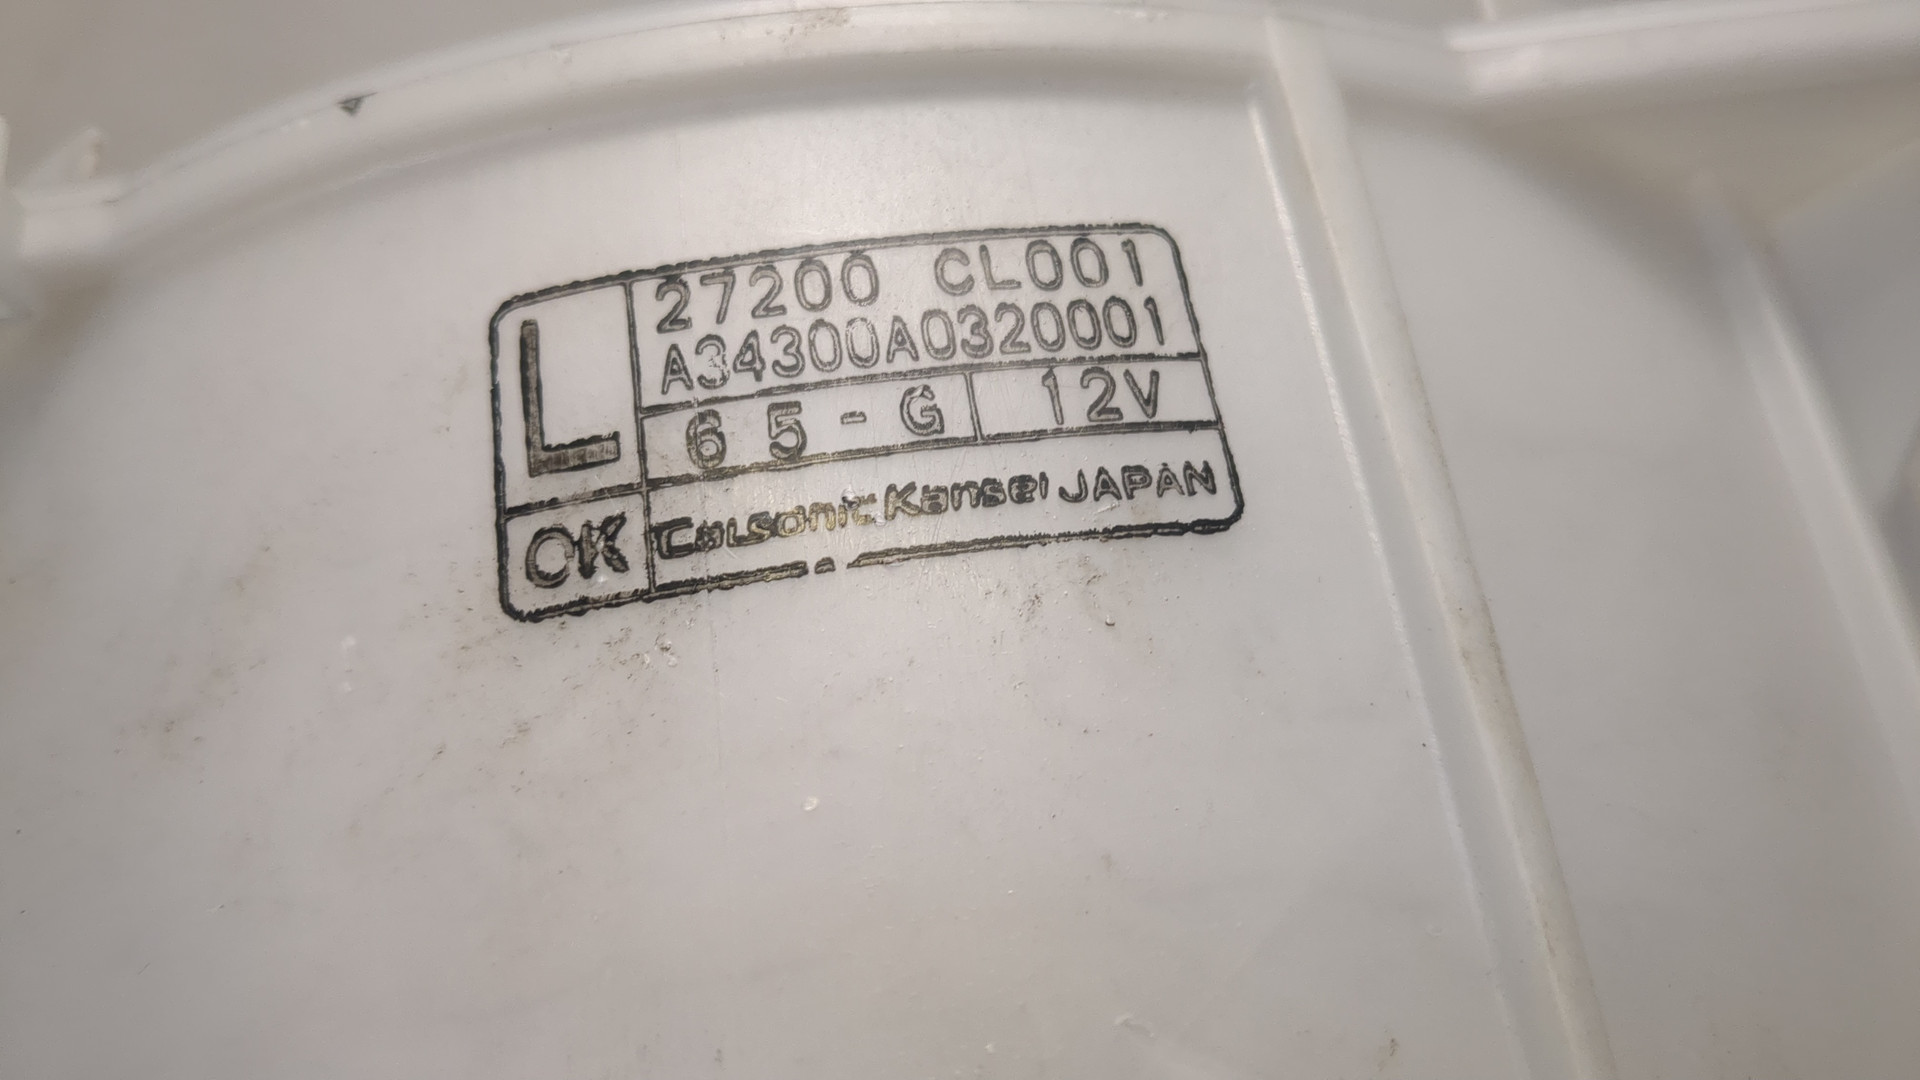 L
27200 CL001
A34300A0320001
65-G
12V
OK
Calsonic Kansei JAPAN